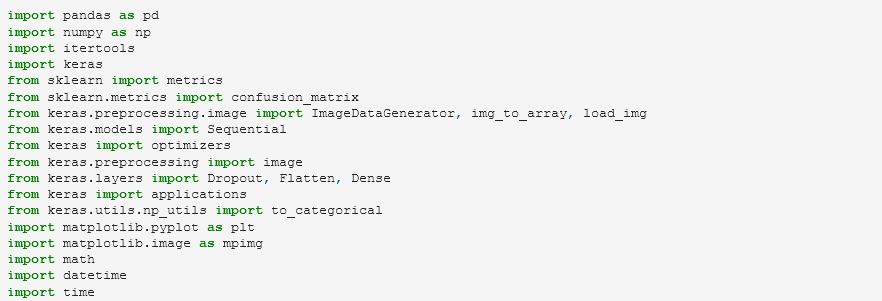 import pandas as pd
import numpy as np
import itertools
import keras
from sklearn import metrics
from sklearn.metrics import confusion_matrix
from keras.preprocessing.image import ImageDataGenerator, img_to_array, load_img
from keras.models import Sequential
from keras import optimizers
from keras.preprocessing import image
from keras.layers import Dropout, Flatten, Dense
from keras import applications
from keras.utils.np_utils import to_categorical
import matplotlib.pyplot as plt
import matplotlib.image as mpimg
import math
import datetime
import time